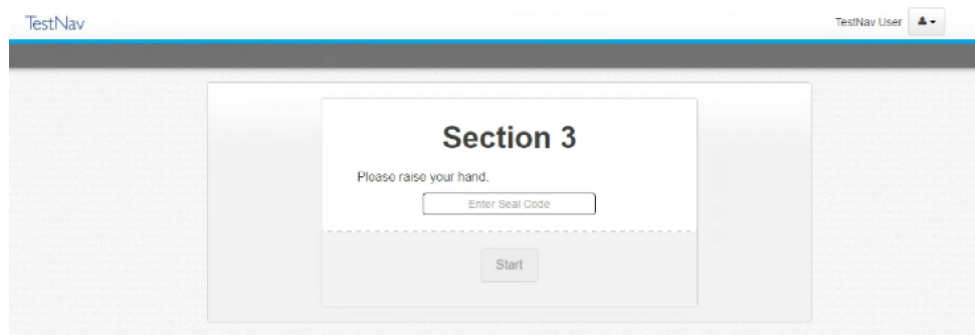 TestNav
TestNav User
Section 3
Please raise your hand.
Enter Seal Code
Start